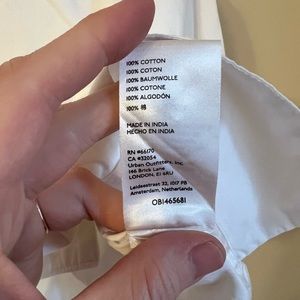 100% COTTON
100% COTON
100% BAUMWOLLE
100% COTONE
100% ALGODÓN
100% 棉
MADE IN INDIA
HECHO EN INDIA
RN #66170
CA #32054
Urban Outfitters, Inc
146 Brick Lane
LONDON, E1 6RU
Leidsestraat 32, 1017 PB
Amsterdam, Netherlands
OB1465681